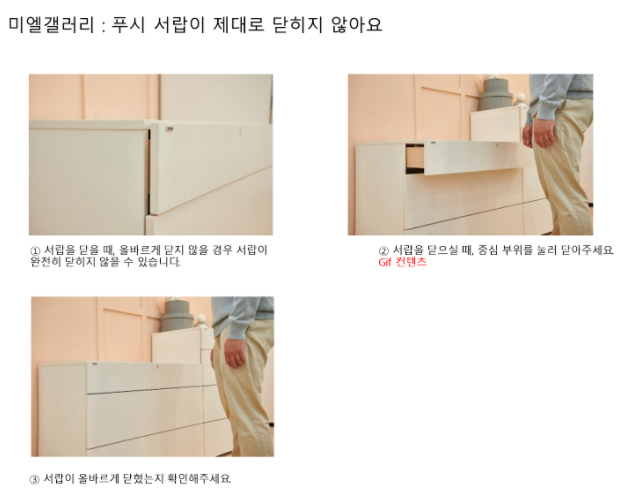 미엘갤러리 : 푸시 서랍이 제대로 닫히지 않아요
① 서랍을 닫을 때, 올바르게 닫지 않을 경우 서랍이
완전히 닫히지 않을 수 있습니다.
② 서랍을 닫으실 때, 중심 부위를 눌러 닫아주세요.
Gif 컨텐츠
③ 서랍이 올바르게 닫혔는지 확인해주세요.